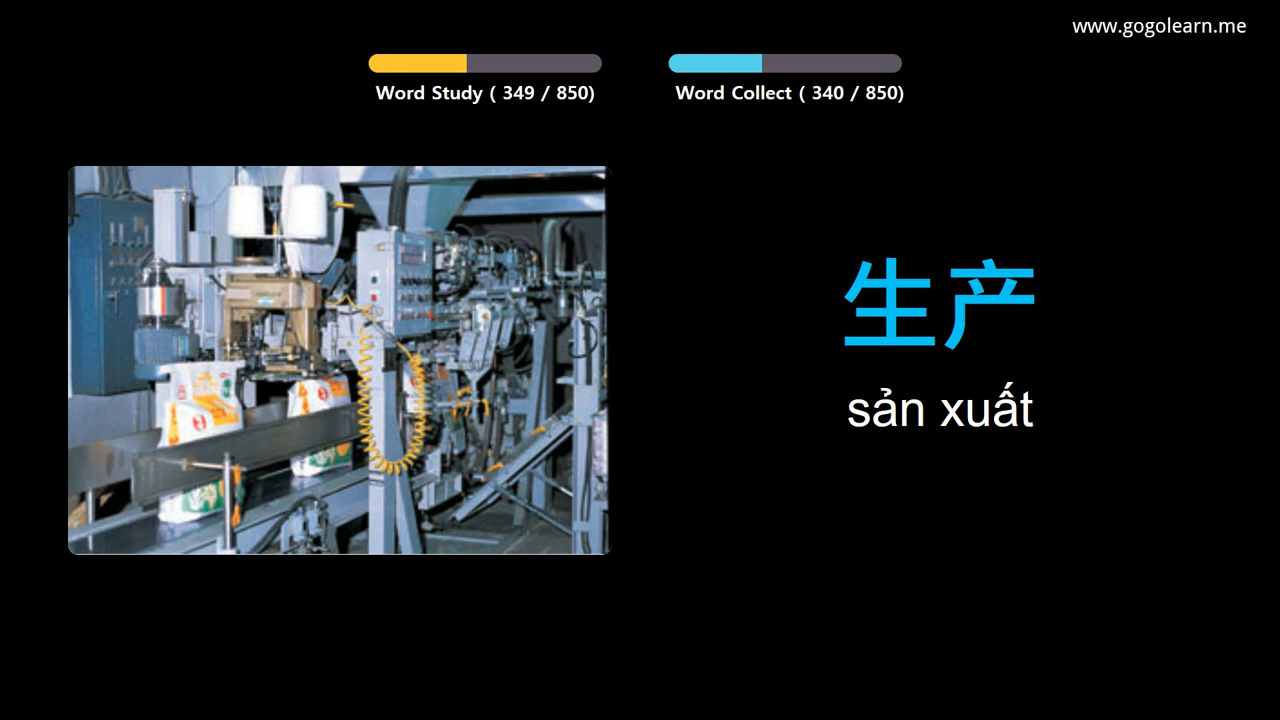 www.gogolearn.me
Word Study ( 349 / 850)
Word Collect ( 340 / 850)
生产
sản xuất